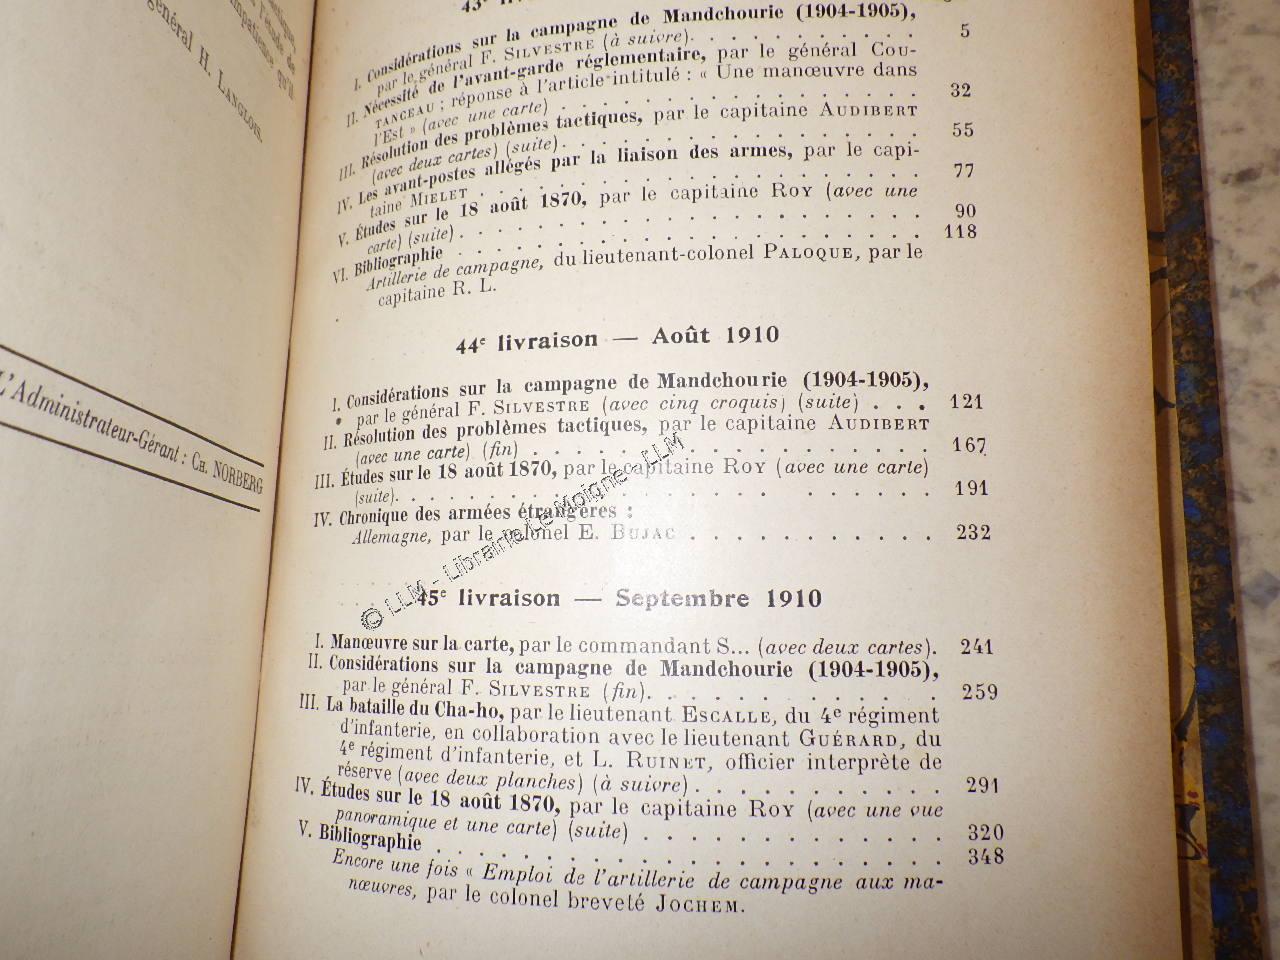 l'étude de
impatience qu'il
général H. LANGLOIS.
L'Administrateur-Gérant : CH. NORBERG
I. Considérations sur la campagne de Mandchourie (1904-1905),
par le général F. SILVESTRE (à suivre). . . . . . . . . . . 5
II. Nécessité de l'avant-garde réglementaire, par le général COU-
TANCEAU ; réponse à l'article intitulé : « Une manœuvre dans
l'Est » (avec une carte) . . . . . . . . . . . . . . . . . 32
III. Résolution des problèmes tactiques, par le capitaine AUDIBERT
(avec deux cartes) (suite). . . . . . . . . . . . . . . . . 55
IV. Les avant-postes allégés par la liaison des armes, par le capi-
taine MIELET . . . . . . . . . . . . . . . . . . . . . 77
V. Études sur le 18 août 1870, par le capitaine ROY (avec une
carte) (suite) . . . . . . . . . . . . . . . . . . . . . 90
VI. Bibliographie . . . . . . . . . . . . . . . . . . . . 118
Artillerie de campagne, du lieutenant-colonel PALOQUE, par le
capitaine R. L.
44e livraison — Août 1910
I. Considérations sur la campagne de Mandchourie (1904-1905),
par le général F. SILVESTRE (avec cinq croquis) (suite) . . . 121
II. Résolution des problèmes tactiques, par le capitaine AUDIBERT
(avec une carte) (fin) . . . . . . . . . . . . . . . . . 167
III. Études sur le 18 août 1870, par le capitaine ROY (avec une carte)
(suite). . . . . . . . . . . . . . . . . . . . . . . . 191
IV. Chronique des armées étrangères :
Allemagne, par le colonel E. BUJAC . . . . . . . . . . . 232
45e livraison — Septembre 1910
I. Manœuvre sur la carte, par le commandant S... (avec deux cartes). 241
II. Considérations sur la campagne de Mandchourie (1904-1905),
par le général F. SILVESTRE (fin). . . . . . . . . . . . . 259
III. La bataille du Cha-ho, par le lieutenant ESCALLE, du 4e régiment
d'infanterie, en collaboration avec le lieutenant GUÉRARD, du
4e régiment d'infanterie, et L. RUINET, officier interprète de
réserve (avec deux planches) (à suivre) . . . . . . . . . . . 291
IV. Études sur le 18 août 1870, par le capitaine ROY (avec une vue
panoramique et une carte) (suite) . . . . . . . . . . . . . 320
V. Bibliographie . . . . . . . . . . . . . . . . . . . . 348
Encore une fois « Emploi de l'artillerie de campagne aux ma-
nœuvres, par le colonel breveté JOCHEM.
© LLM - Librairie Le Moigne - LLM